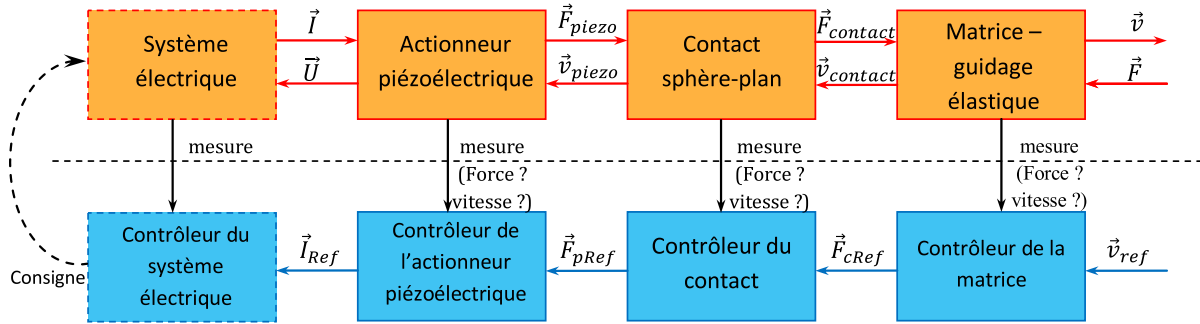 Système
électrique
I⃗
U⃗
Actionneur
piézoélectrique
F⃗piezo
v⃗piezo
Contact
sphère-plan
F⃗contact
v⃗contact
Matrice –
guidage
élastique
v⃗
F⃗
mesure
mesure
(Force ?
vitesse ?)
mesure
(Force ?
vitesse ?)
mesure
(Force ?
vitesse ?)
Consigne
Contrôleur du
système
électrique
I⃗Ref
Contrôleur de
l’actionneur
piézoélectrique
F⃗pRef
Contrôleur du
contact
F⃗cRef
Contrôleur de la
matrice
v⃗ref